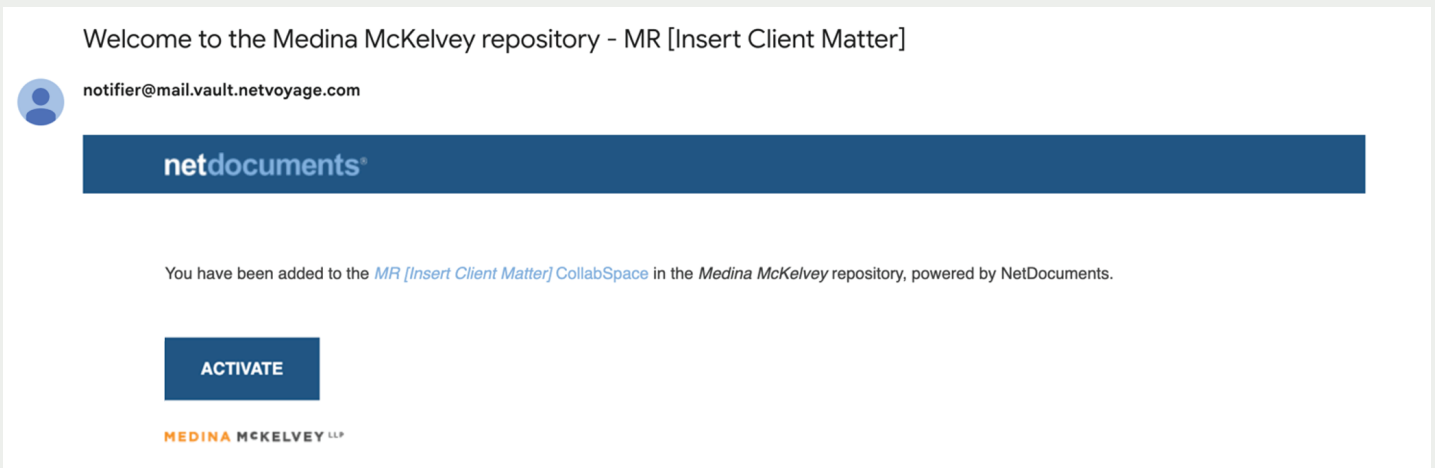 Welcome to the Medina McKelvey repository - MR [Insert Client Matter]
notifier@mail.vault.netvoyage.com
netdocuments®
You have been added to the MR [Insert Client Matter] CollabSpace in the Medina McKelvey repository, powered by NetDocuments.
ACTIVATE
MEDINA McKELVEY LLP